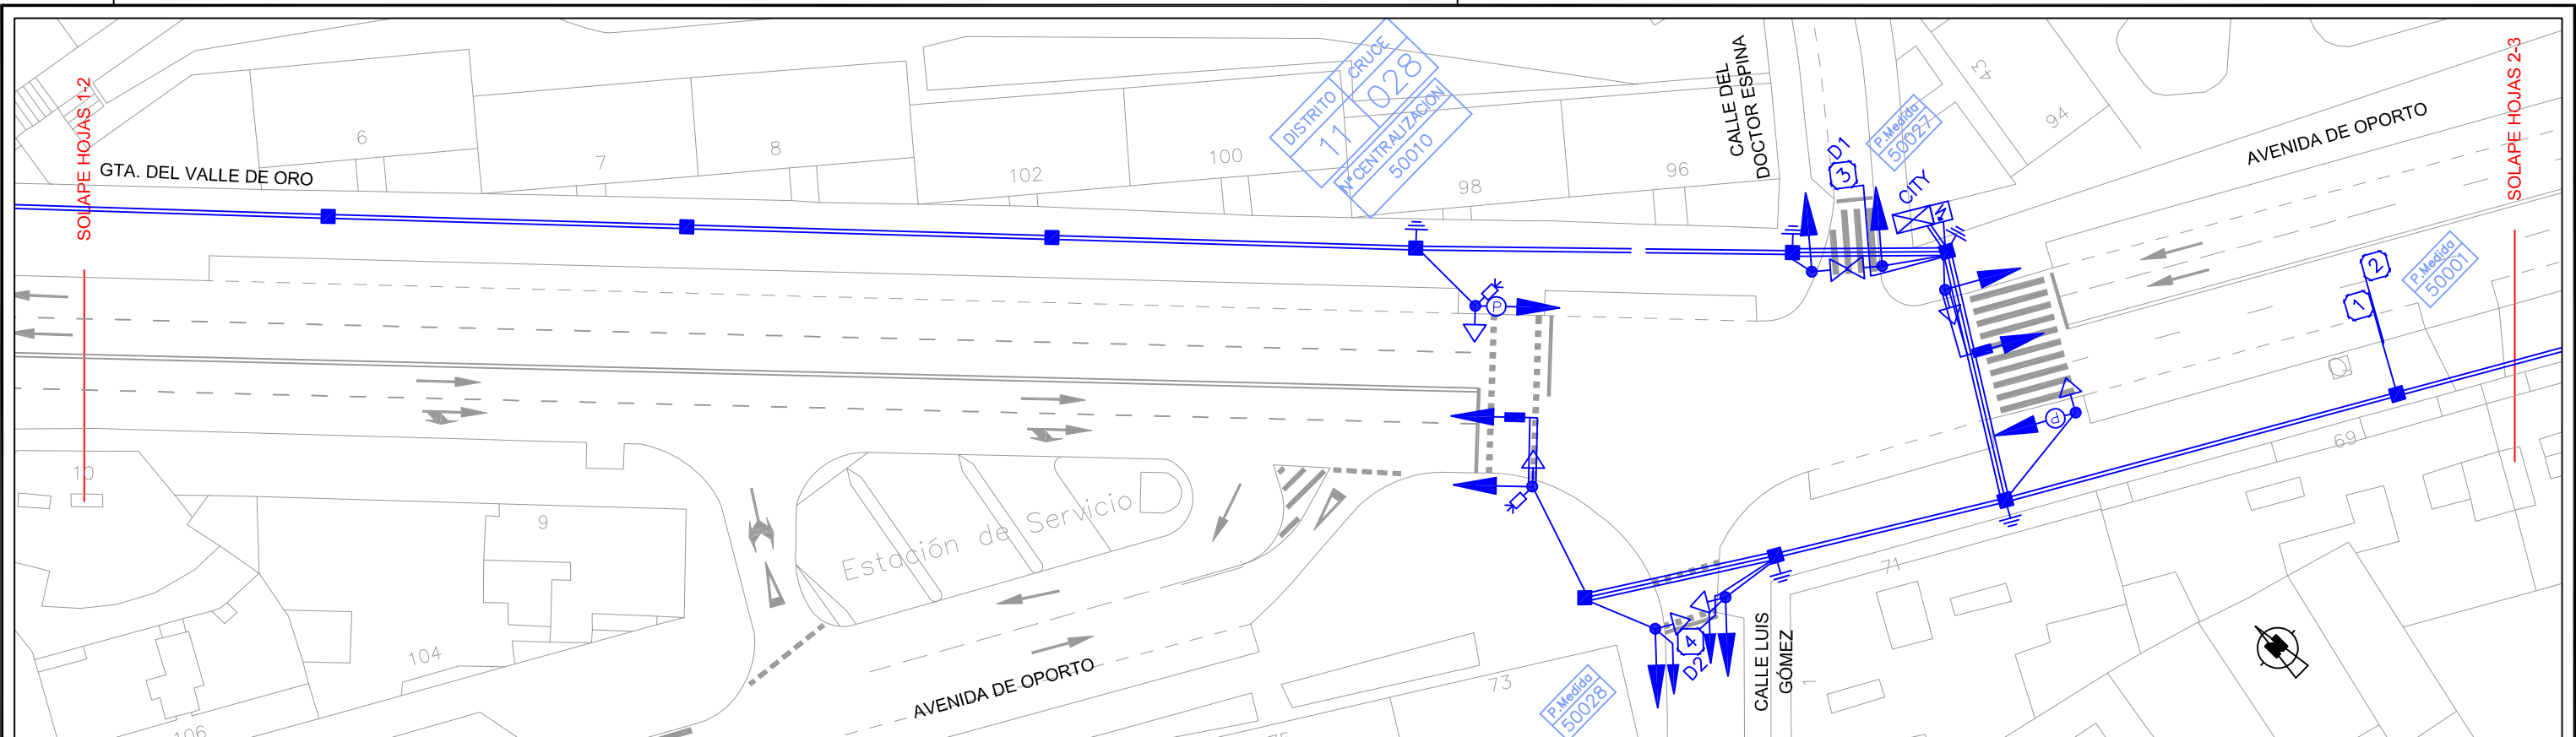 SOLAPE HOJAS 1-2
GTA. DEL VALLE DE ORO
6
7
8
102
100
98
96
DISTRITO
11
CRUCE
028
NºCENTRALIZACION
50010
CALLE DEL
DOCTOR ESPINA
D1
3
P.Medida
50027
CITY
43
94
AVENIDA DE OPORTO
SOLAPE HOJAS 2-3
P.Medida
50001
1
2
P
P
69
10
9
Estación de Servicio
104
106
AVENIDA DE OPORTO
4
D2
71
CALLE LUIS
GÓMEZ
1
73
75
P.Medida
50028